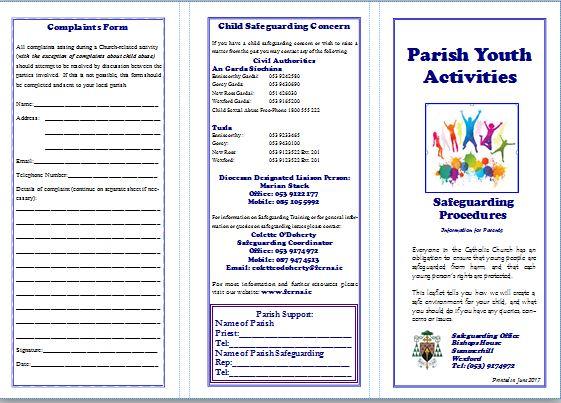 Complaints Form
All complaints arising during a Church-related activity
(with the exception of complaints about child abuse)
should attempt to be resolved by discussion between the
parties involved. If this is not possible, this form should
be completed and sent to your local parish.
Name:
Address:
Email:
Telephone Number:
Details of complaint (continue on separate sheet if nec-
essary):
Signature:
Date:
Child Safeguarding Concern
If you have a child safeguarding concern or wish to raise a
matter from the past you may contact any of the following:
Civil Authorities
An Garda Síochána
Enniscorthy Gardaí: 053 9242580
Gorey Gardaí: 053 9430690
New Ross Gardaí: 051 426030
Wexford Gardaí: 053 9165200
Child Sexual Abuse Free-Phone 1800 555 222
Tusla
Enniscorthy: 053 9233465
Gorey: 053 9430100
New Ross: 053 9123522 Ext. 201
Wexford: 053 9123522 Ext. 201
Diocesan Designated Liaison Person:
Marian Stack
Office: 053 9122 177
Mobile: 085 1055992
For information on Safeguarding Training or for general infor-
mation or queries on safeguarding issues please contact:
Colette O'Doherty
Safeguarding Coordinator
Office: 053 9174972
Mobile: 087 9474513
Email: coletteodoherty@ferns.ie
For more information and further resources please
visit our website: www.ferns.ie
Parish Support:
Name of Parish
Priest:
Tel:
Name of Parish Safeguarding
Rep:
Tel:
Parish Youth
Activities
Safeguarding
Procedures
Information for Parents
Everyone in the Catholic Church has an
obligation to ensure that young people are
safeguarded from harm, and that each
young person's rights are protected.
This leaflet tells you how we will create a
safe environment for your child, and what
you should do if you have any queries, con-
cerns or issues.
Safeguarding Office
Bishops House
Summerhill
Wexford
Tel: (053) 9174972
Printed in June 2017